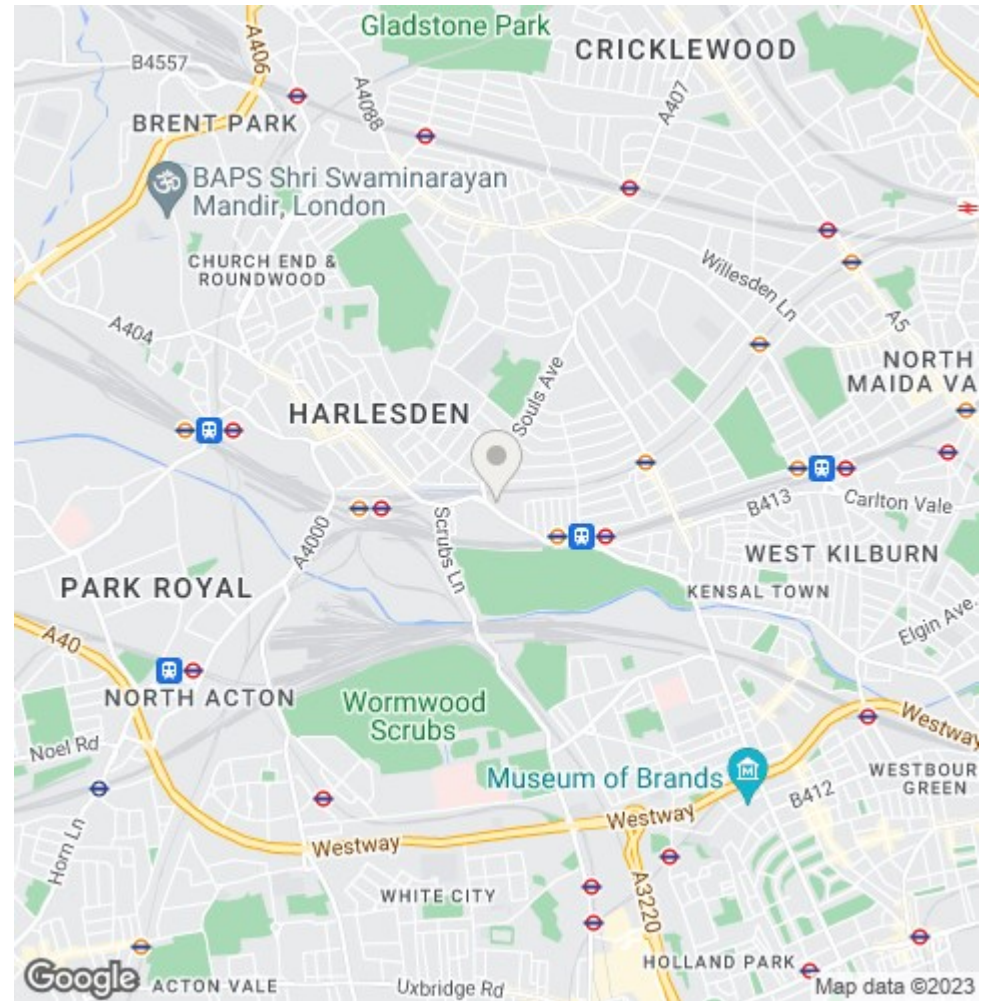 Gladstone Park
CRICKLEWOOD
A406
B4557
A4088
A407
BRENT PARK
BAPS Shri Swaminarayan
Mandir, London
CHURCH END &
ROUNDWOOD
Willesden Ln
A404
A5
NORTH
MAIDA VA
Souls Ave
HARLESDEN
B413
Carlton Vale
A4000
Scrubs Ln
WEST KILBURN
PARK ROYAL
KENSAL TOWN
Elgin Ave.
A40
NORTH ACTON
Wormwood
Scrubs
Westway
Noel Rd
Museum of Brands
WESTBOUR
GREEN
B412
Westway
Westway
Horn Ln
A3220
WHITE CITY
HOLLAND PARK
Google
ACTON VALE
Uxbridge Rd
Map data ©2023